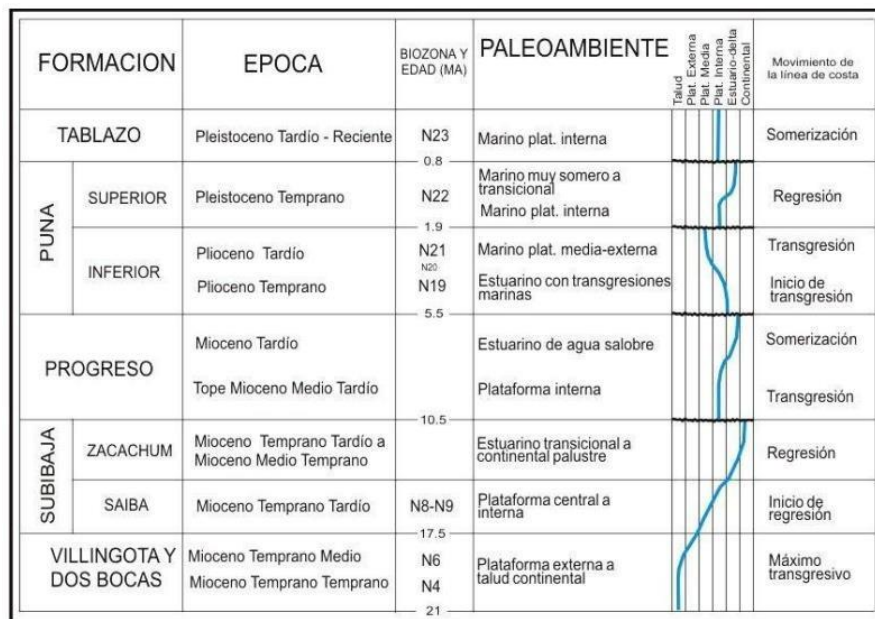 FORMACION
EPOCA
BIOZONA Y
EDAD (MA)
PALEOAMBIENTE
Talud
Plat. Externa
Plat. Media
Plat. Interna
Estuario-delta
Continental
Movimiento de
la línea de costa
TABLAZO
Pleistoceno Tardío - Reciente
N23
Marino plat. interna
Somerización
0.8
PUNA
SUPERIOR
Pleistoceno Temprano
N22
Marino muy somero a
transicional
Marino plat. interna
Regresión
1.9
INFERIOR
Plioceno Tardío
N21
Marino plat. media-externa
Transgresión
N20
Plioceno Temprano
N19
Estuarino con transgresiones
marinas
Inicio de
transgresión
5.5
PROGRESO
Mioceno Tardío
Estuarino de agua salobre
Somerización
Tope Mioceno Medio Tardío
Plataforma interna
Transgresión
10.5
SUBIBAJA
ZACACHUM
Mioceno Temprano Tardío a
Mioceno Medio Temprano
Estuarino transicional a
continental palustre
Regresión
SAIBA
Mioceno Temprano Tardío
N8-N9
Plataforma central a
interna
Inicio de
regresión
17.5
VILLINGOTA Y
DOS BOCAS
Mioceno Temprano Medio
N6
Mioceno Temprano Temprano
N4
Plataforma externa a
talud continental
Máximo
transgresivo
21